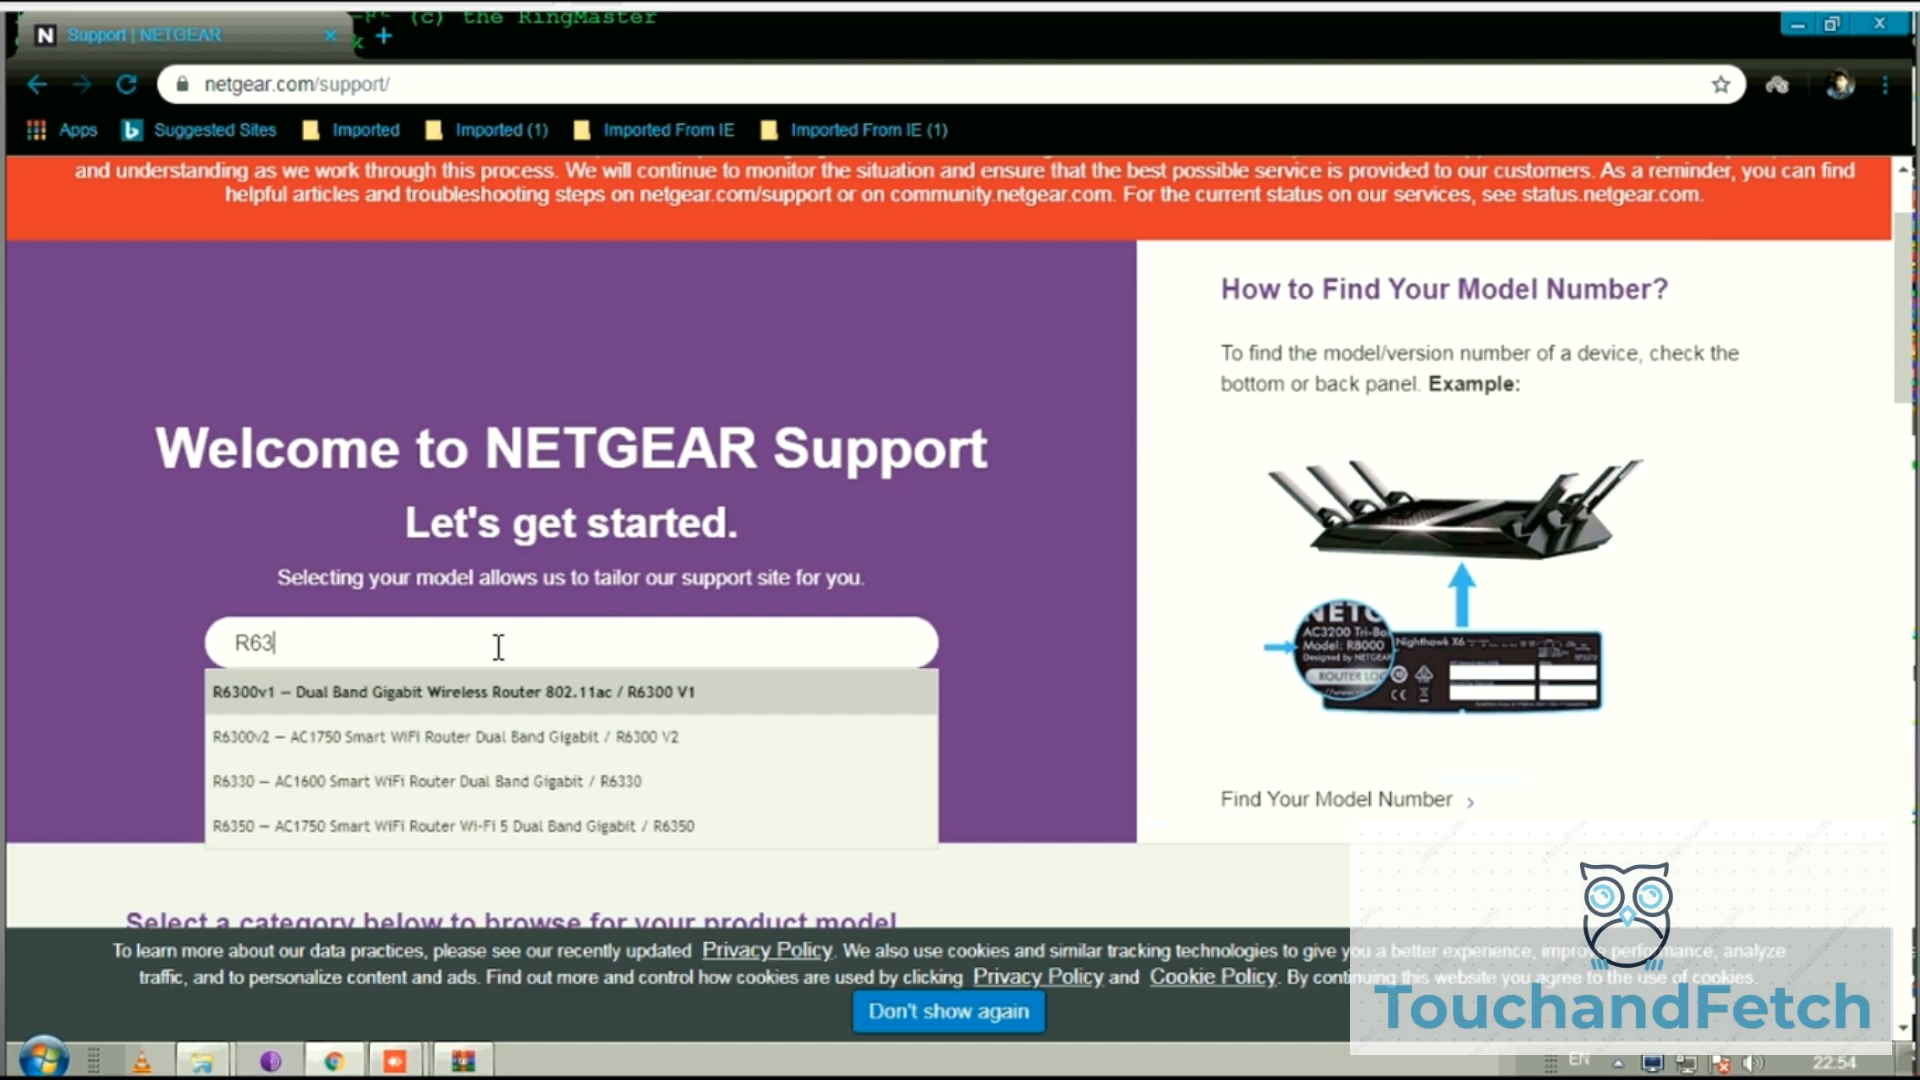 (c) the RingMaster
Support | NETGEAR
netgear.com/support/
Apps
Suggested Sites
Imported
Imported (1)
Imported From IE
Imported From IE (1)
and understanding as we work through this process. We will continue to monitor the situation and ensure that the best possible service is provided to our customers. As a reminder, you can find
helpful articles and troubleshooting steps on netgear.com/support or on community.netgear.com. For the current status on our services, see status.netgear.com.
Welcome to NETGEAR Support
Let's get started.
Selecting your model allows us to tailor our support site for you.
R63
R6300v1 — Dual Band Gigabit Wireless Router 802.11ac / R6300 V1
R6300v2 — AC1750 Smart WiFi Router Dual Band Gigabit / R6300 V2
R6330 — AC1600 Smart WiFi Router Dual Band Gigabit / R6330
R6350 — AC1750 Smart WiFi Router Wi-Fi 5 Dual Band Gigabit / R6350
How to Find Your Model Number?
To find the model/version number of a device, check the
bottom or back panel. Example:
AC3200 Tri-Ba
Model: R8000
Designed by NETGEAR
ROUTER LO
Nighthawk X6
Find Your Model Number >
Select a category below to browse for your product model
To learn more about our data practices, please see our recently updated Privacy Policy. We also use cookies and similar tracking technologies to give you a better experience, improve performance, analyze
traffic, and to personalize content and ads. Find out more and control how cookies are used by clicking Privacy Policy and Cookie Policy. By continuing this website you agree to the use of cookies.
Don't show again
TouchandFetch
EN
22:54